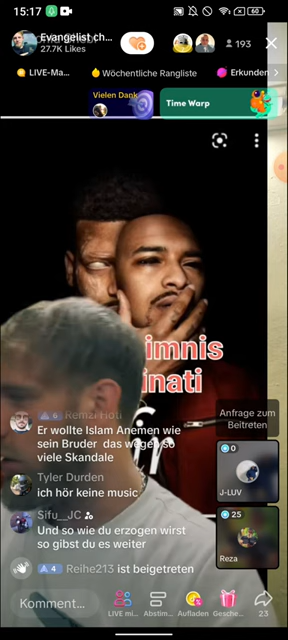 15:17
Evangelist ch...
27.7K Likes
193
LIVE-Ma...
Wöchentliche Rangliste
Erkunden
Vielen Dank
Time Warp
imnis
inati
Anfrage zum
Beitreten
6 Remzi Hoti
Er wollte Islam Anemen wie
sein Bruder das wegen so
viele Skandale
Tyler Durden
ich hör keine music
Sifu_JC
Und so wie du erzogen wirst
so gibst du es weiter
4 Reihe213 ist beigetreten
0
J-LUV
25
Reza
Komment...
LIVE mi...
Abstim...
Aufladen
Gesche...
23
60